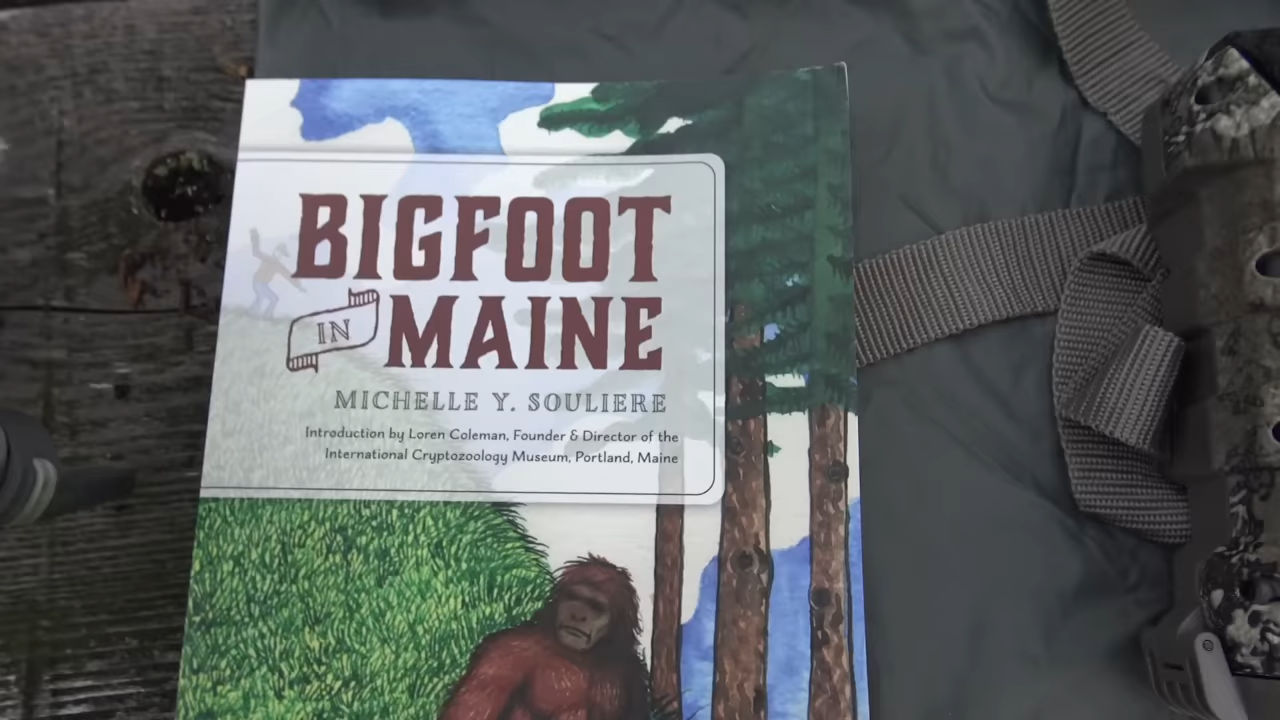 BIGFOOT
IN MAINE
MICHELLE Y. SOULIERE
Introduction by Loren Coleman, Founder & Director of the
International Cryptozoology Museum, Portland, Maine